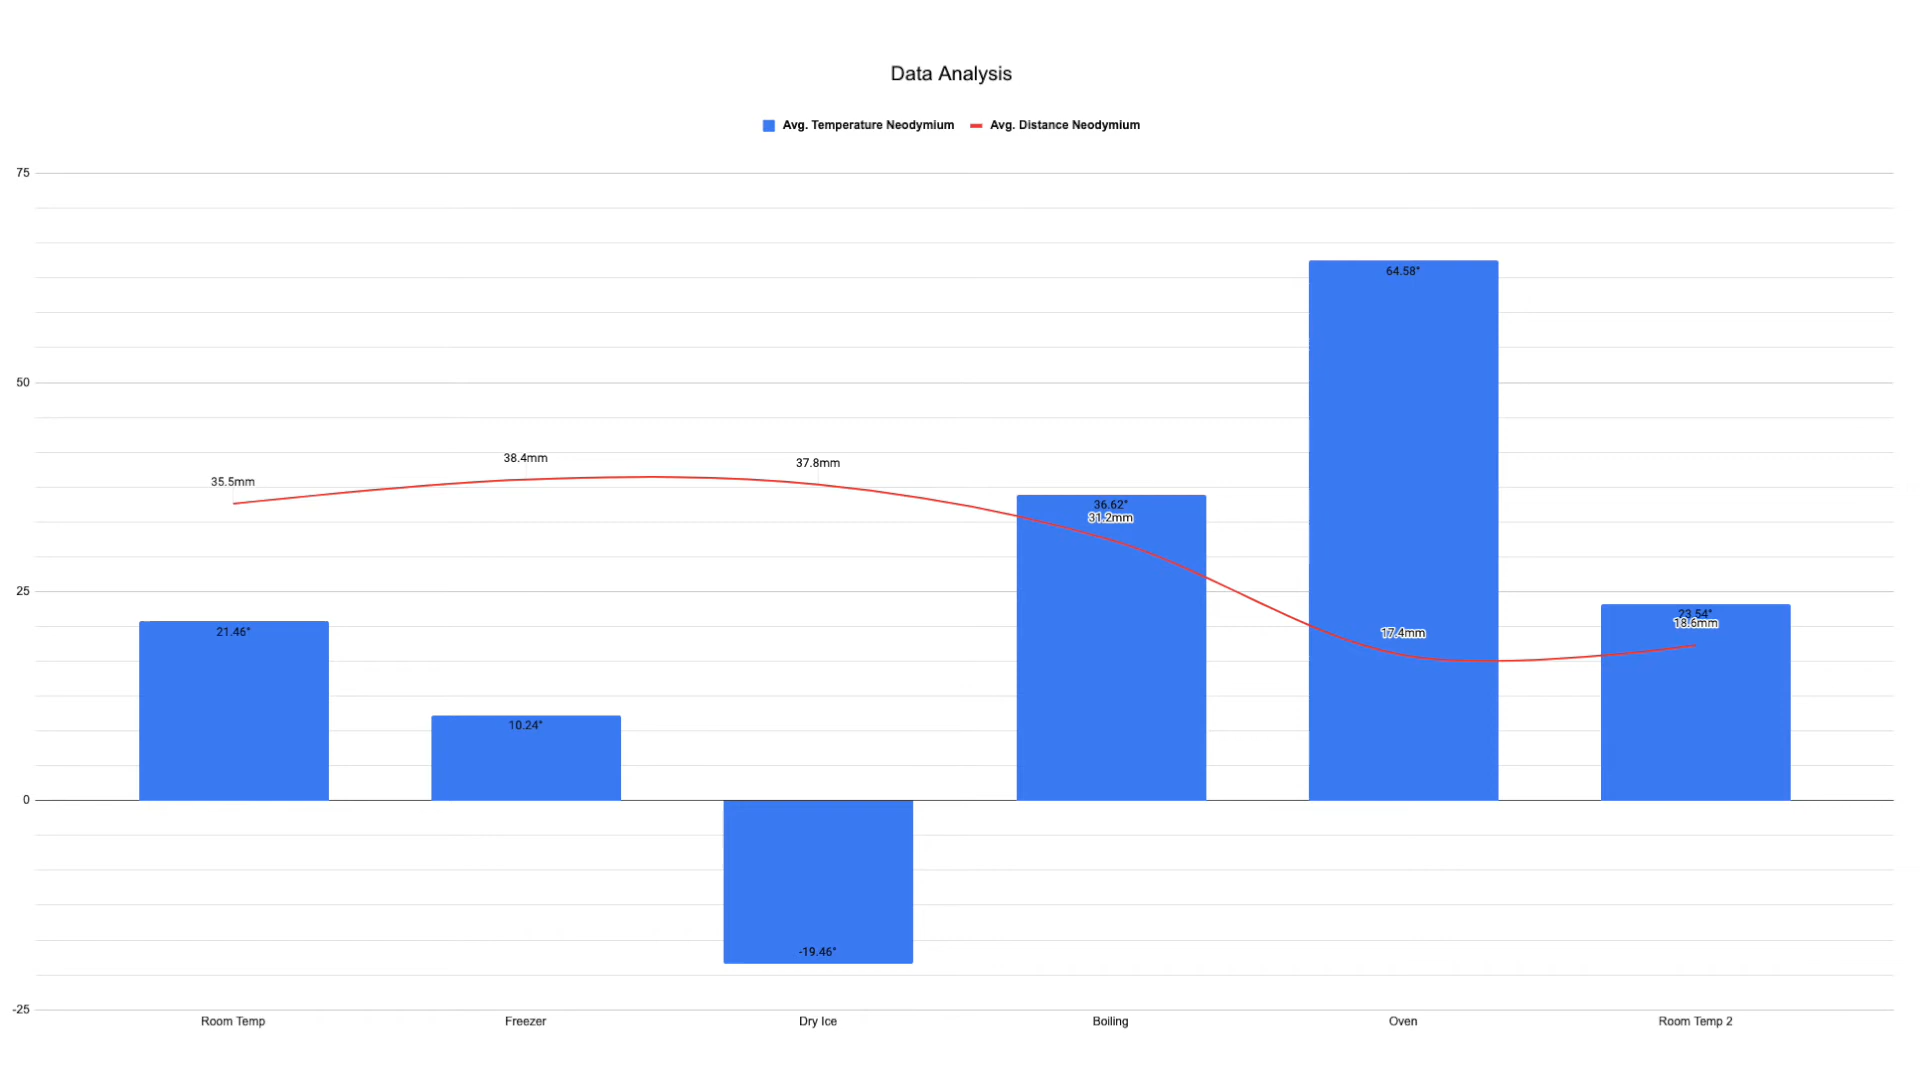 Data Analysis
Avg. Temperature Neodymium Avg. Distance Neodymium
75
50
25
0
-25
35.5mm
38.4mm
37.8mm
31.2mm
17.4mm
18.6mm
21.46°
10.24°
-19.46°
36.62°
64.58°
23.54°
Room Temp
Freezer
Dry Ice
Boiling
Oven
Room Temp 2